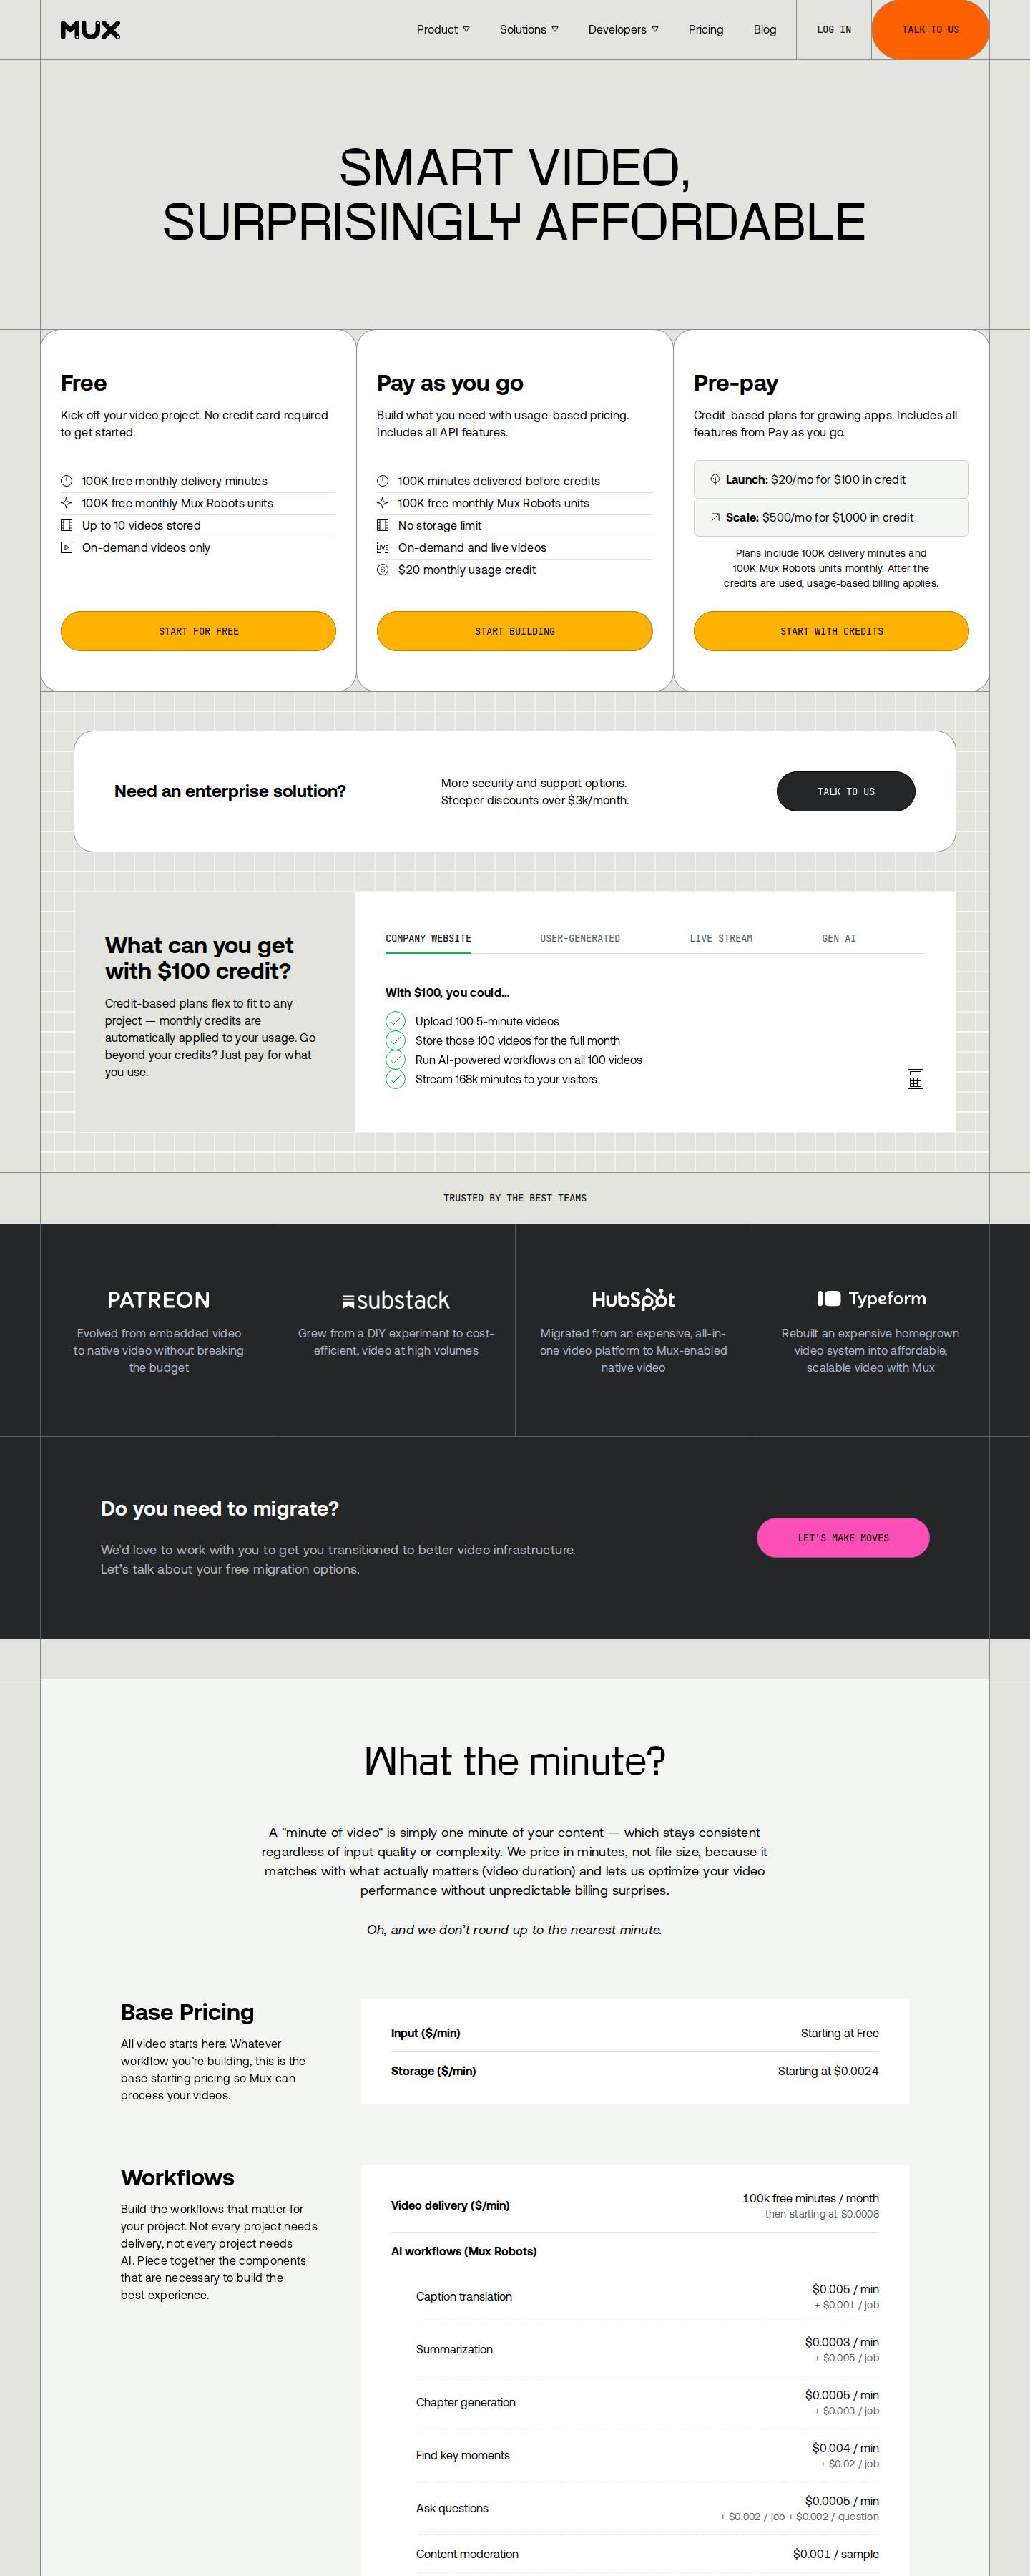 MUX
Product
Solutions
Developers
Pricing
Blog
LOG IN
TALK TO US
SMART VIDEO,
SURPRISINGLY AFFORDABLE
Free
Kick off your video project. No credit card required
to get started.
100K free monthly delivery minutes
100K free monthly Mux Robots units
Up to 10 videos stored
On-demand videos only
START FOR FREE
Pay as you go
Build what you need with usage-based pricing.
Includes all API features.
100K minutes delivered before credits
100K free monthly Mux Robots units
No storage limit
LIVE
On-demand and live videos
$20 monthly usage credit
START BUILDING
Pre-pay
Credit-based plans for growing apps. Includes all
features from Pay as you go.
Launch: $20/mo for $100 in credit
Scale: $500/mo for $1,000 in credit
Plans include 100K delivery minutes and
100K Mux Robots units monthly. After the
credits are used, usage-based billing applies.
START WITH CREDITS
Need an enterprise solution?
More security and support options.
Steeper discounts over $3k/month.
TALK TO US
What can you get
with $100 credit?
Credit-based plans flex to fit to any
project — monthly credits are
automatically applied to your usage. Go
beyond your credits? Just pay for what
you use.
COMPANY WEBSITE
USER-GENERATED
LIVE STREAM
GEN AI
With $100, you could...
Upload 100 5-minute videos
Store those 100 videos for the full month
Run AI-powered workflows on all 100 videos
Stream 168k minutes to your visitors
TRUSTED BY THE BEST TEAMS
PATREON
Evolved from embedded video
to native video without breaking
the budget
substack
Grew from a DIY experiment to cost-
efficient, video at high volumes
HubSpot
Migrated from an expensive, all-in-
one video platform to Mux-enabled
native video
Typeform
Rebuilt an expensive homegrown
video system into affordable,
scalable video with Mux
Do you need to migrate?
We'd love to work with you to get you transitioned to better video infrastructure.
Let's talk about your free migration options.
LET'S MAKE MOVES
What the minute?
A "minute of video" is simply one minute of your content — which stays consistent
regardless of input quality or complexity. We price in minutes, not file size, because it
matches with what actually matters (video duration) and lets us optimize your video
performance without unpredictable billing surprises.
Oh, and we don't round up to the nearest minute.
Base Pricing
All video starts here. Whatever
workflow you're building, this is the
base starting pricing so Mux can
process your videos.
Input ($/min)
Starting at Free
Storage ($/min)
Starting at $0.0024
Workflows
Build the workflows that matter for
your project. Not every project needs
delivery, not every project needs
AI. Piece together the components
that are necessary to build the
best experience.
Video delivery ($/min)
100k free minutes / month
then starting at $0.0008
AI workflows (Mux Robots)
Caption translation
$0.005 / min
+ $0.001 / job
Summarization
$0.0003 / min
+ $0.005 / job
Chapter generation
$0.0005 / min
+ $0.003 / job
Find key moments
$0.004 / min
+ $0.02 / job
Ask questions
$0.0005 / min
+ $0.002 / job + $0.002 / question
Content moderation
$0.001 / sample